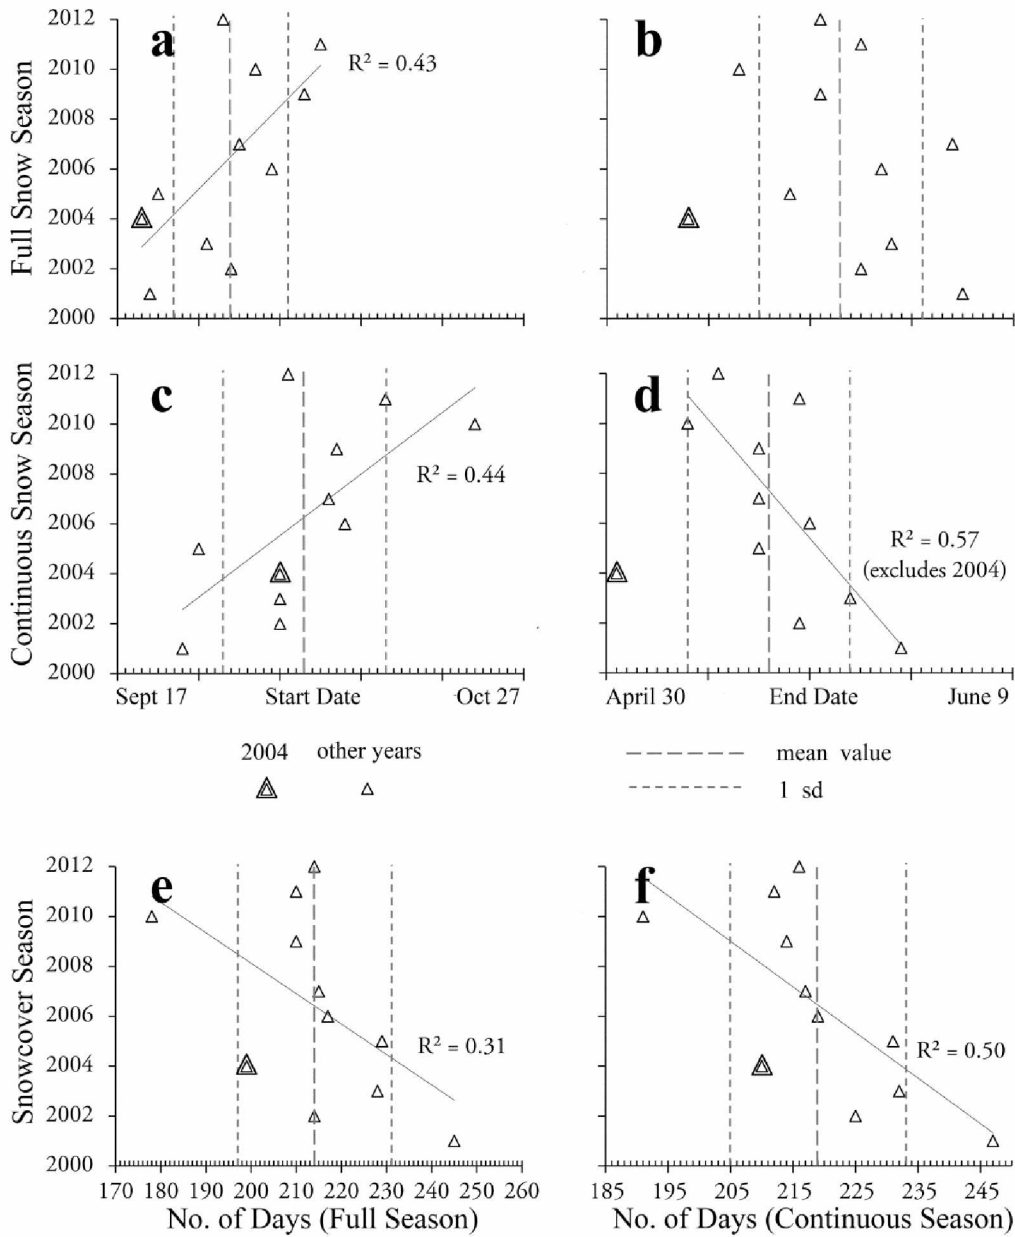 a
b
Full Snow Season
2012
2010
2008
2006
2004
2002
2000
R² = 0.43
c
d
Continuous Snow Season
2012
2010
2008
2006
2004
2002
2000
R² = 0.44
R² = 0.57
(excludes 2004)
Sept 17 Start Date Oct 27
April 30 End Date June 9
2004 other years
mean value
1 sd
e
f
Snowcover Season
2012
2010
2008
2006
2004
2002
2000
R² = 0.31
R² = 0.50
170 180 190 200 210 220 230 240 250 260
185 195 205 215 225 235 245
No. of Days (Full Season)
No. of Days (Continuous Season)